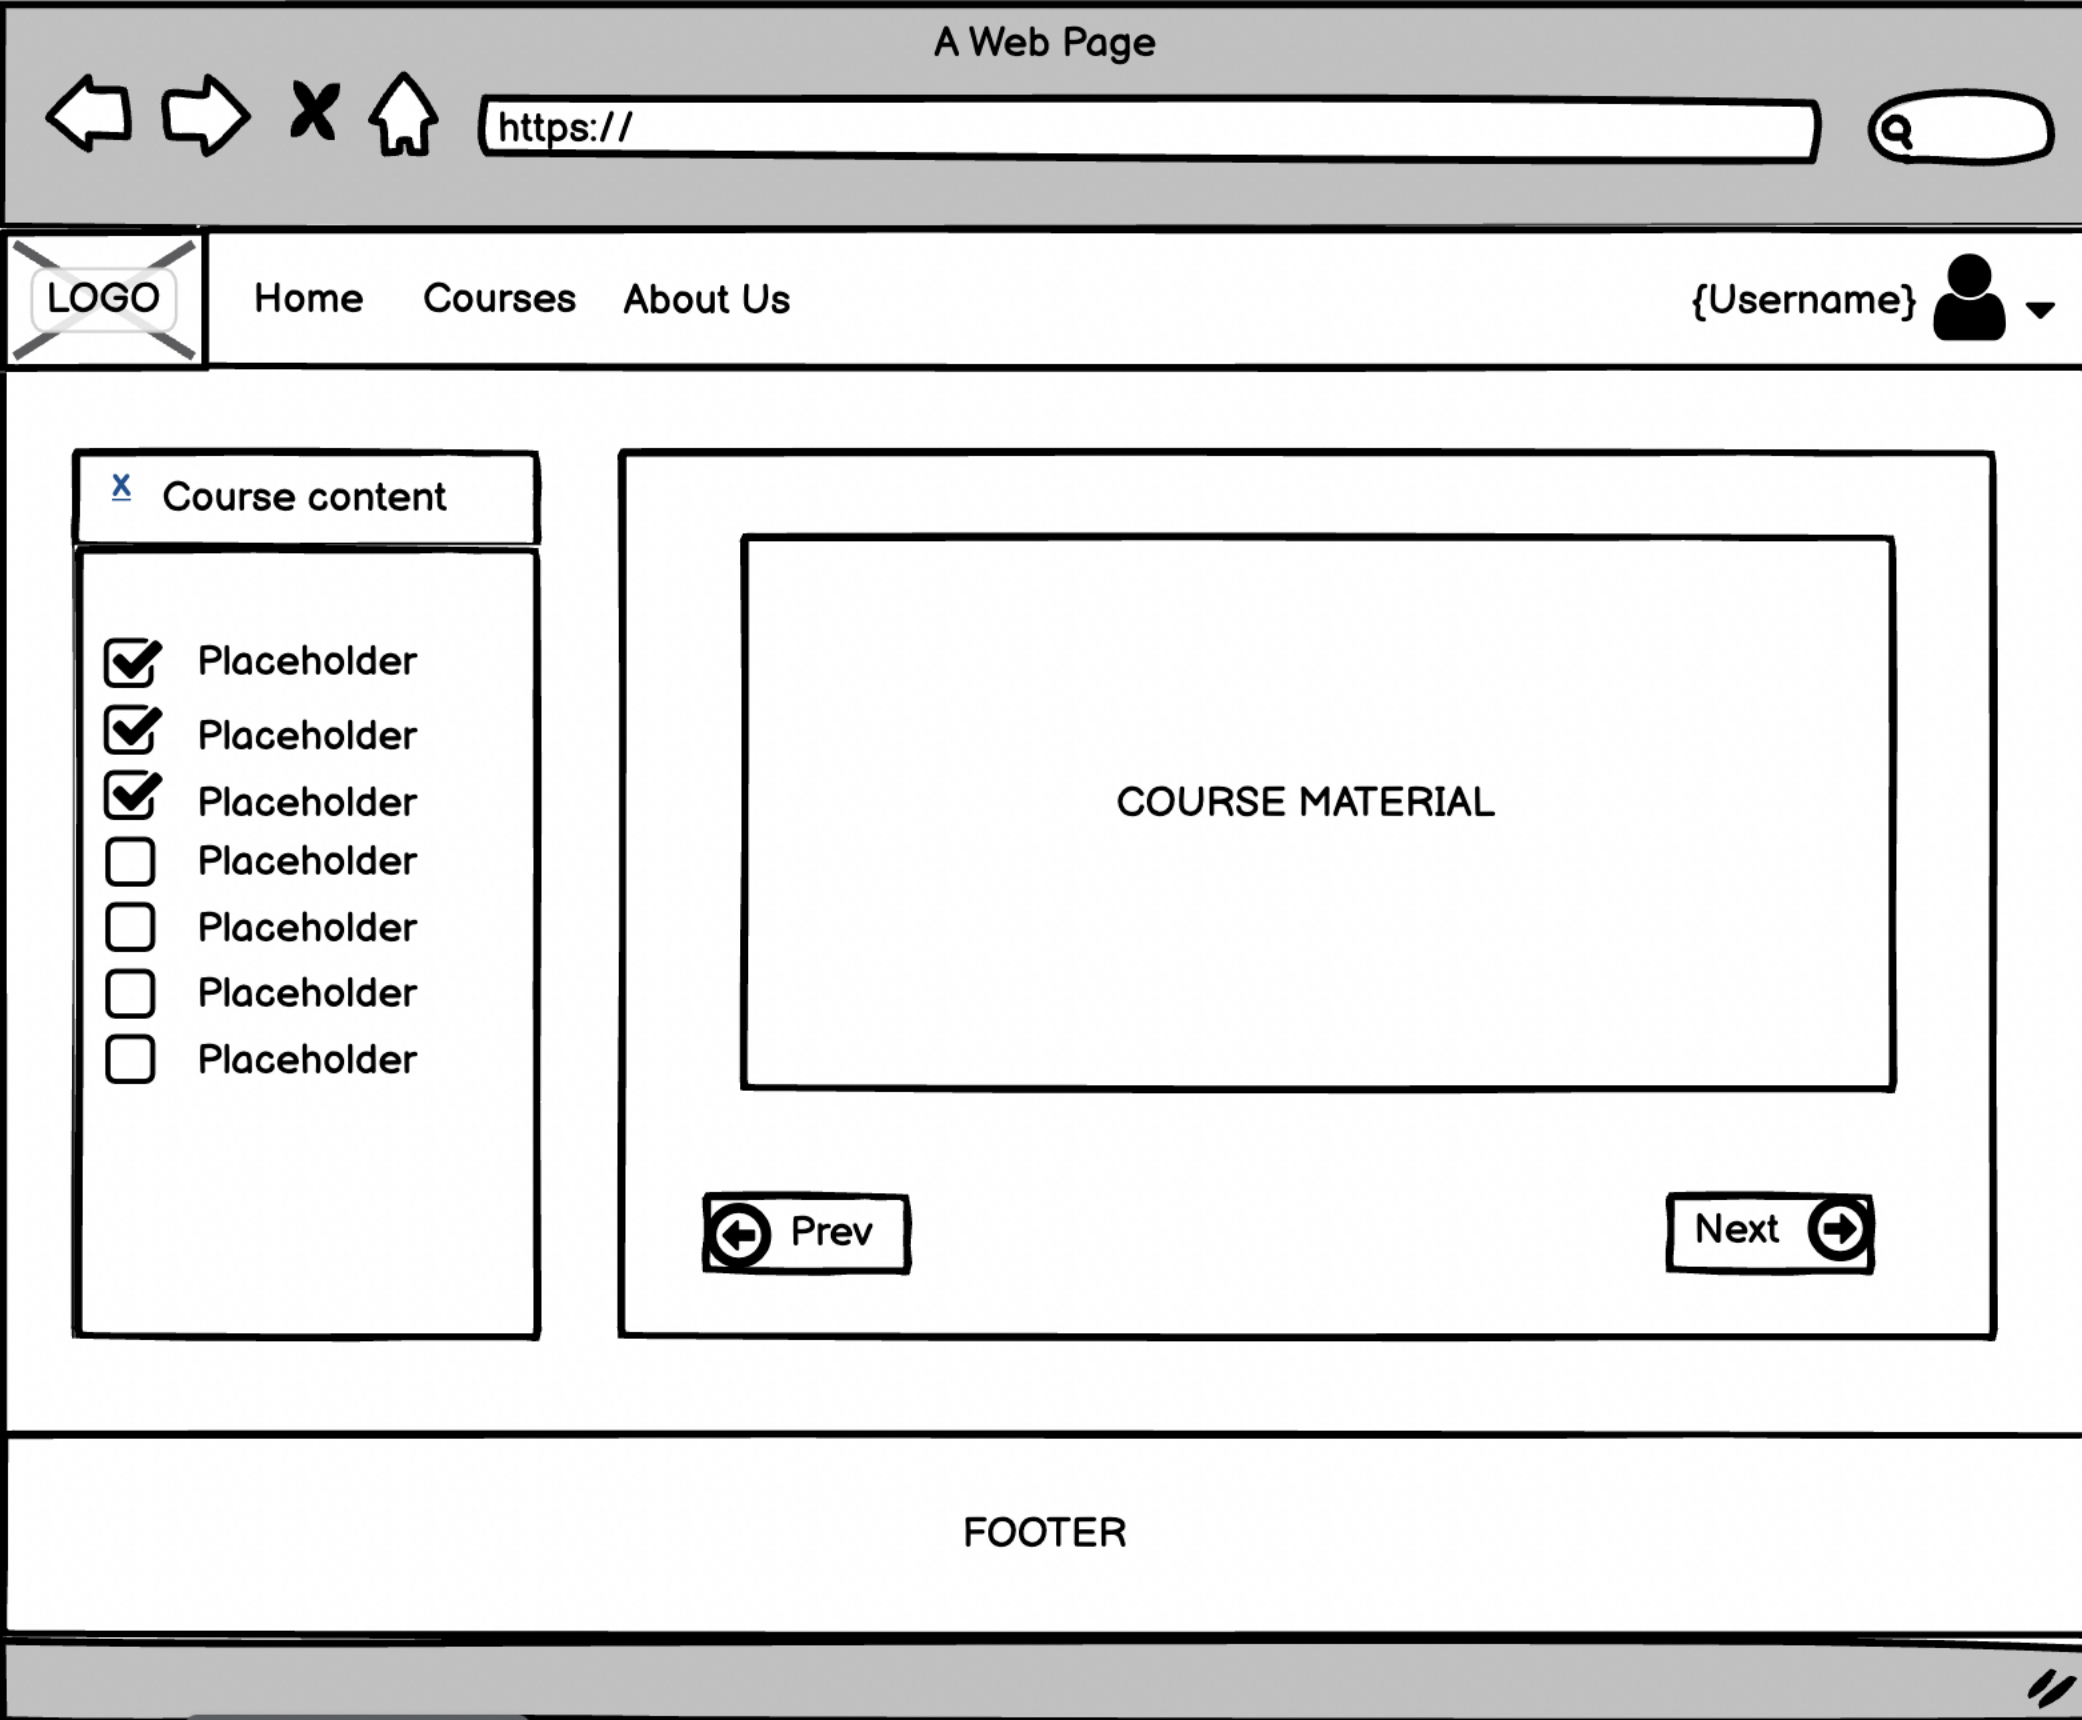 A Web Page
https://
LOGO Home Courses About Us {Username}
x Course content
Placeholder
Placeholder
Placeholder
Placeholder
Placeholder
Placeholder
Placeholder
COURSE MATERIAL
Prev
Next
FOOTER